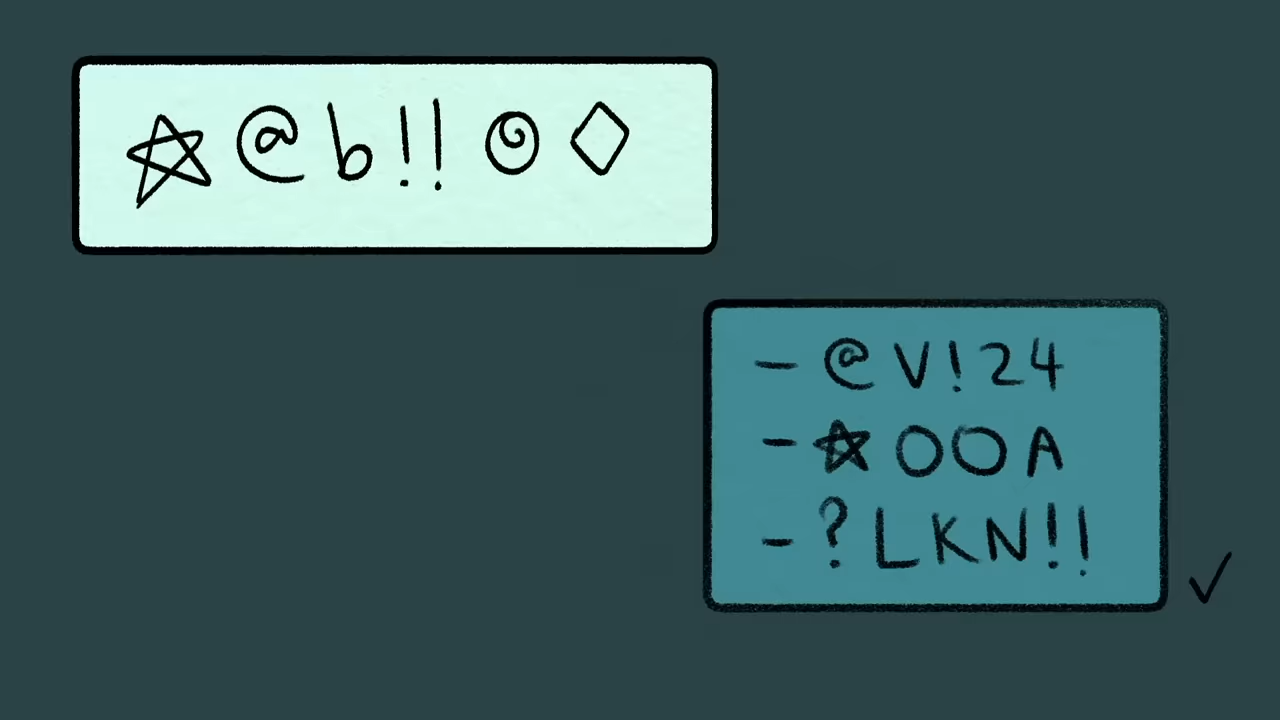 ☆@b!!◎◇
- @V!24
- ☆OOA
- ?LKN!!
✓